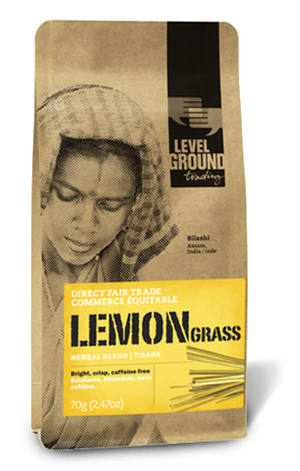 LEVEL
GROUND
trading
Bilashi
Assam,
India / Inde
DIRECT FAIR TRADE
COMMERCE ÉQUITABLE
LEMONGRASS
HERBAL BLEND | TISANE
Bright, crisp, caffeine free
Éclatante, étonnante, sans
caféine.
70g (2.47oz)